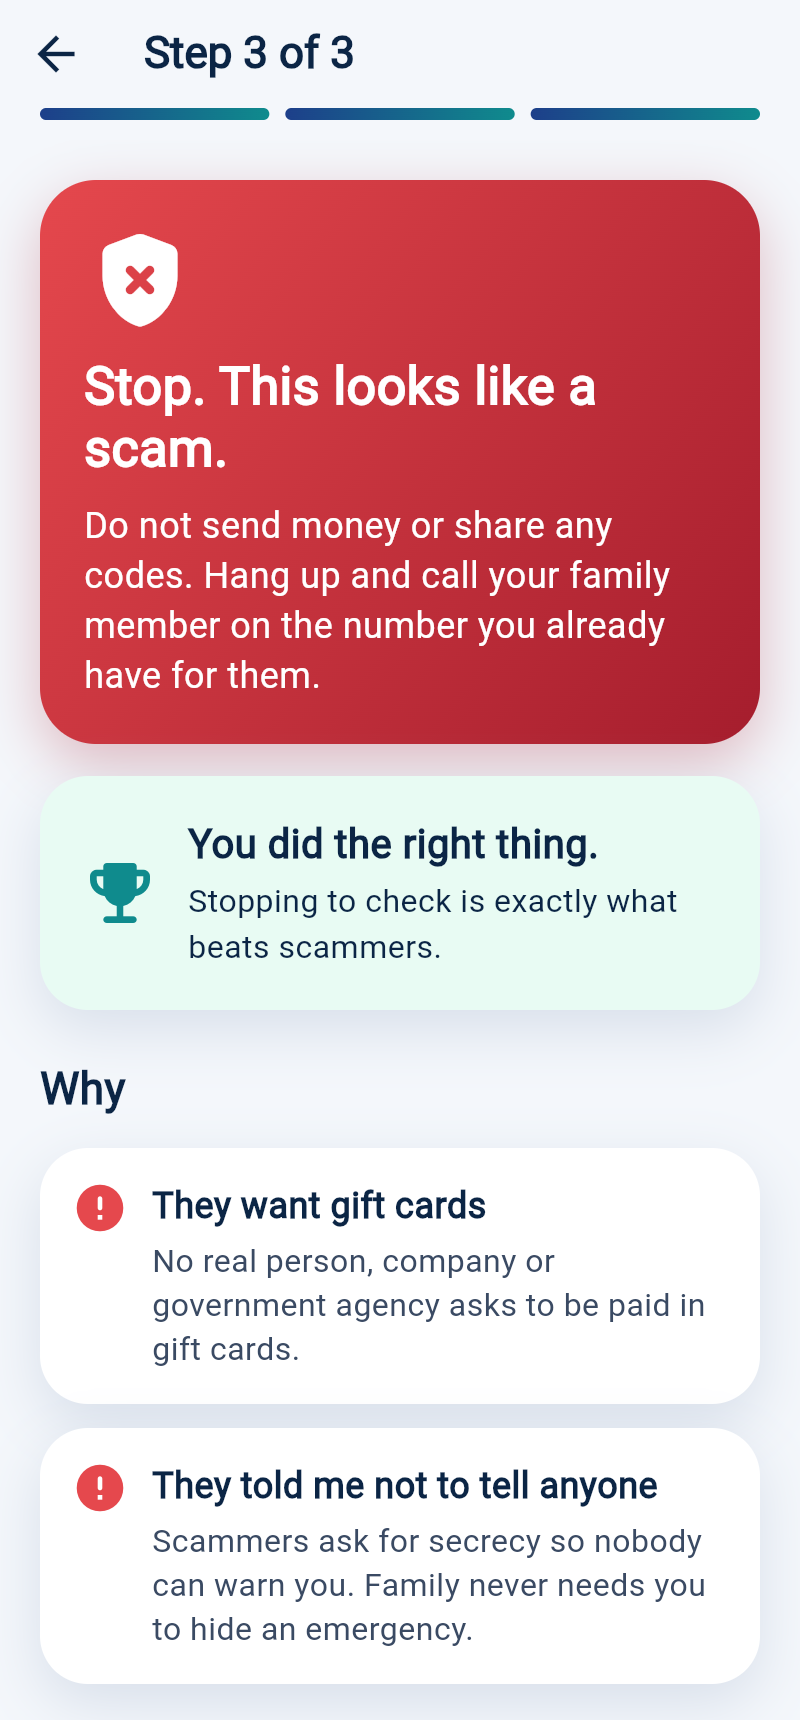 Step 3 of 3
Stop. This looks like a
scam.
Do not send money or share any
codes. Hang up and call your family
member on the number you already
have for them.
You did the right thing.
Stopping to check is exactly what
beats scammers.
Why
They want gift cards
No real person, company or
government agency asks to be paid in
gift cards.
They told me not to tell anyone
Scammers ask for secrecy so nobody
can warn you. Family never needs you
to hide an emergency.